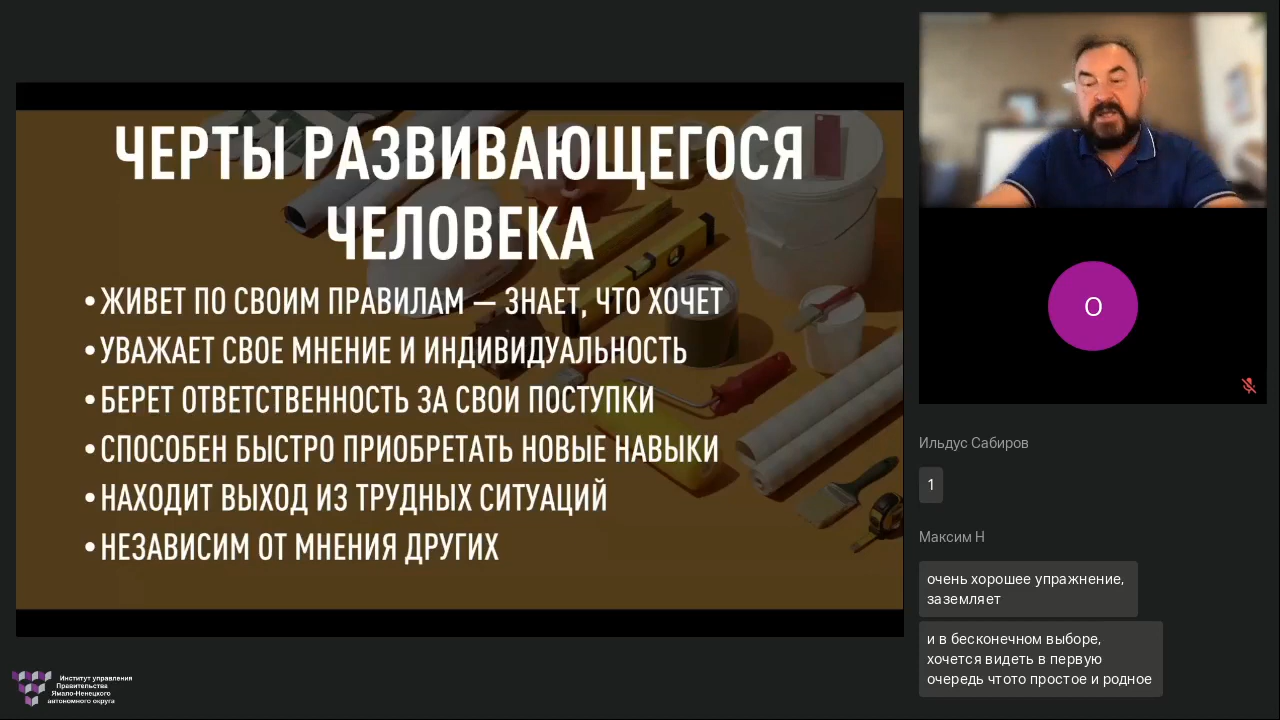 ЧЕРТЫ РАЗВИВАЮЩЕГОСЯ
ЧЕЛОВЕКА
• ЖИВЕТ ПО СВОИМ ПРАВИЛАМ — ЗНАЕТ, ЧТО ХОЧЕТ
• УВАЖАЕТ СВОЕ МНЕНИЕ И ИНДИВИДУАЛЬНОСТЬ
• БЕРЕТ ОТВЕТСТВЕННОСТЬ ЗА СВОИ ПОСТУПКИ
• СПОСОБЕН БЫСТРО ПРИОБРЕТАТЬ НОВЫЕ НАВЫКИ
• НАХОДИТ ВЫХОД ИЗ ТРУДНЫХ СИТУАЦИЙ
• НЕЗАВИСИМ ОТ МНЕНИЯ ДРУГИХ
Институт управления
Правительства
Ямало-Ненецкого
автономного округа
О
Ильдус Сабиров
1
Максим Н
очень хорошее упражнение,
заземляет
и в бесконечном выборе,
хочется видеть в первую
очередь чтото простое и родное